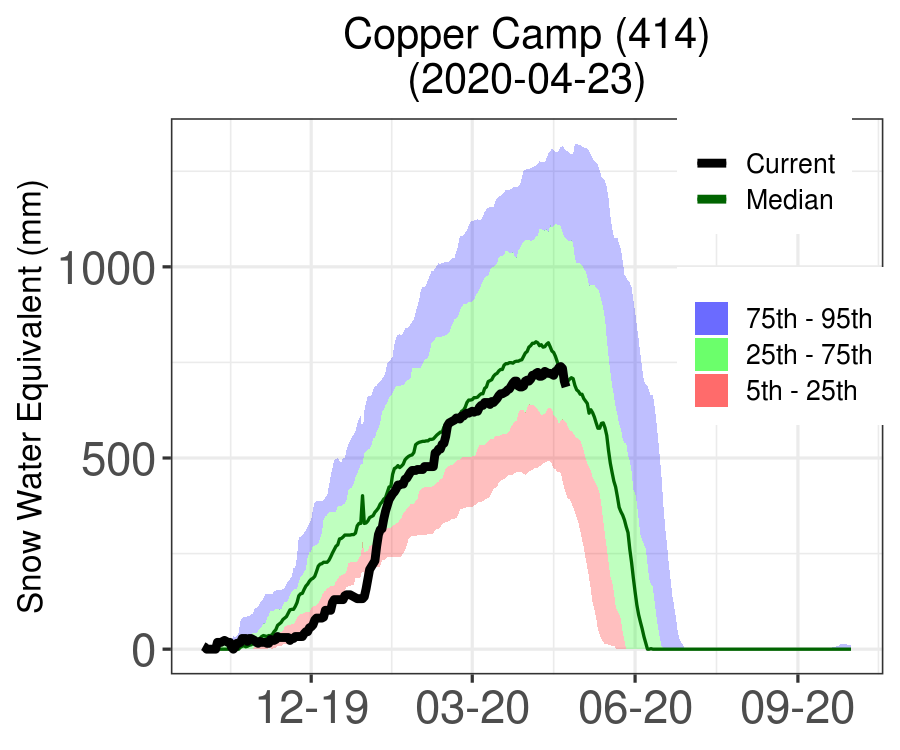 Copper Camp (414)
(2020-04-23)
Snow Water Equivalent (mm)
1000
500
0
12-19
03-20
06-20
09-20
Current
Median
75th - 95th
25th - 75th
5th - 25th